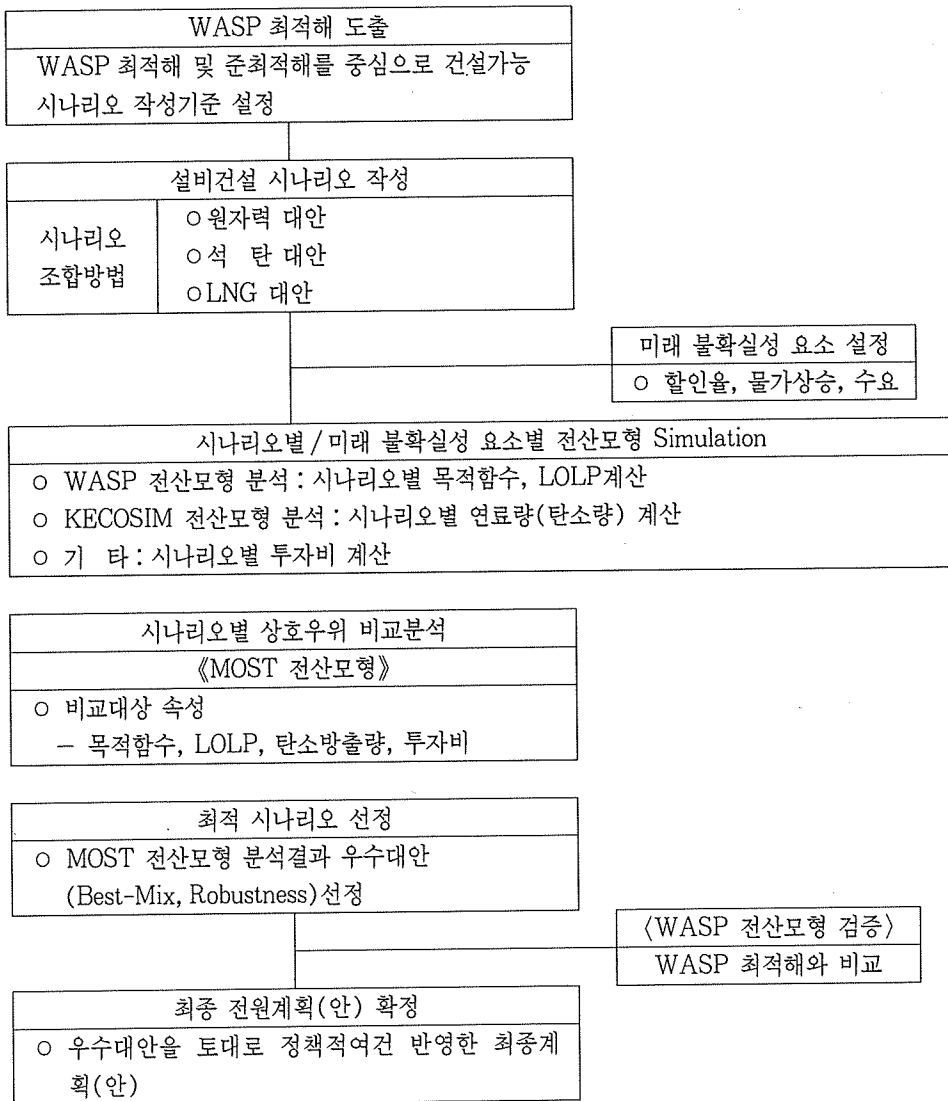 WASP 최적해 도출
WASP 최적해 및 준최적해를 중심으로 건설가능
시나리오 작성기준 설정
설비건설 시나리오 작성
시나리오
조합방법
○ 원자력 대안
○ 석 탄 대안
○ LNG 대안
미래 불확실성 요소 설정
○ 할인율, 물가상승, 수요
시나리오별/미래 불확실성 요소별 전산모형 Simulation
○ WASP 전산모형 분석 : 시나리오별 목적함수, LOLP계산
○ KECOSIM 전산모형 분석 : 시나리오별 연료량(탄소량) 계산
○ 기 타 : 시나리오별 투자비 계산
시나리오별 상호우위 비교분석
《MOST 전산모형》
○ 비교대상 속성
– 목적함수, LOLP, 탄소방출량, 투자비
최적 시나리오 선정
○ MOST 전산모형 분석결과 우수대안
(Best-Mix, Robustness)선정
〈WASP 전산모형 검증〉
WASP 최적해와 비교
최종 전원계획(안) 확정
○ 우수대안을 토대로 정책적여건 반영한 최종계
획(안)